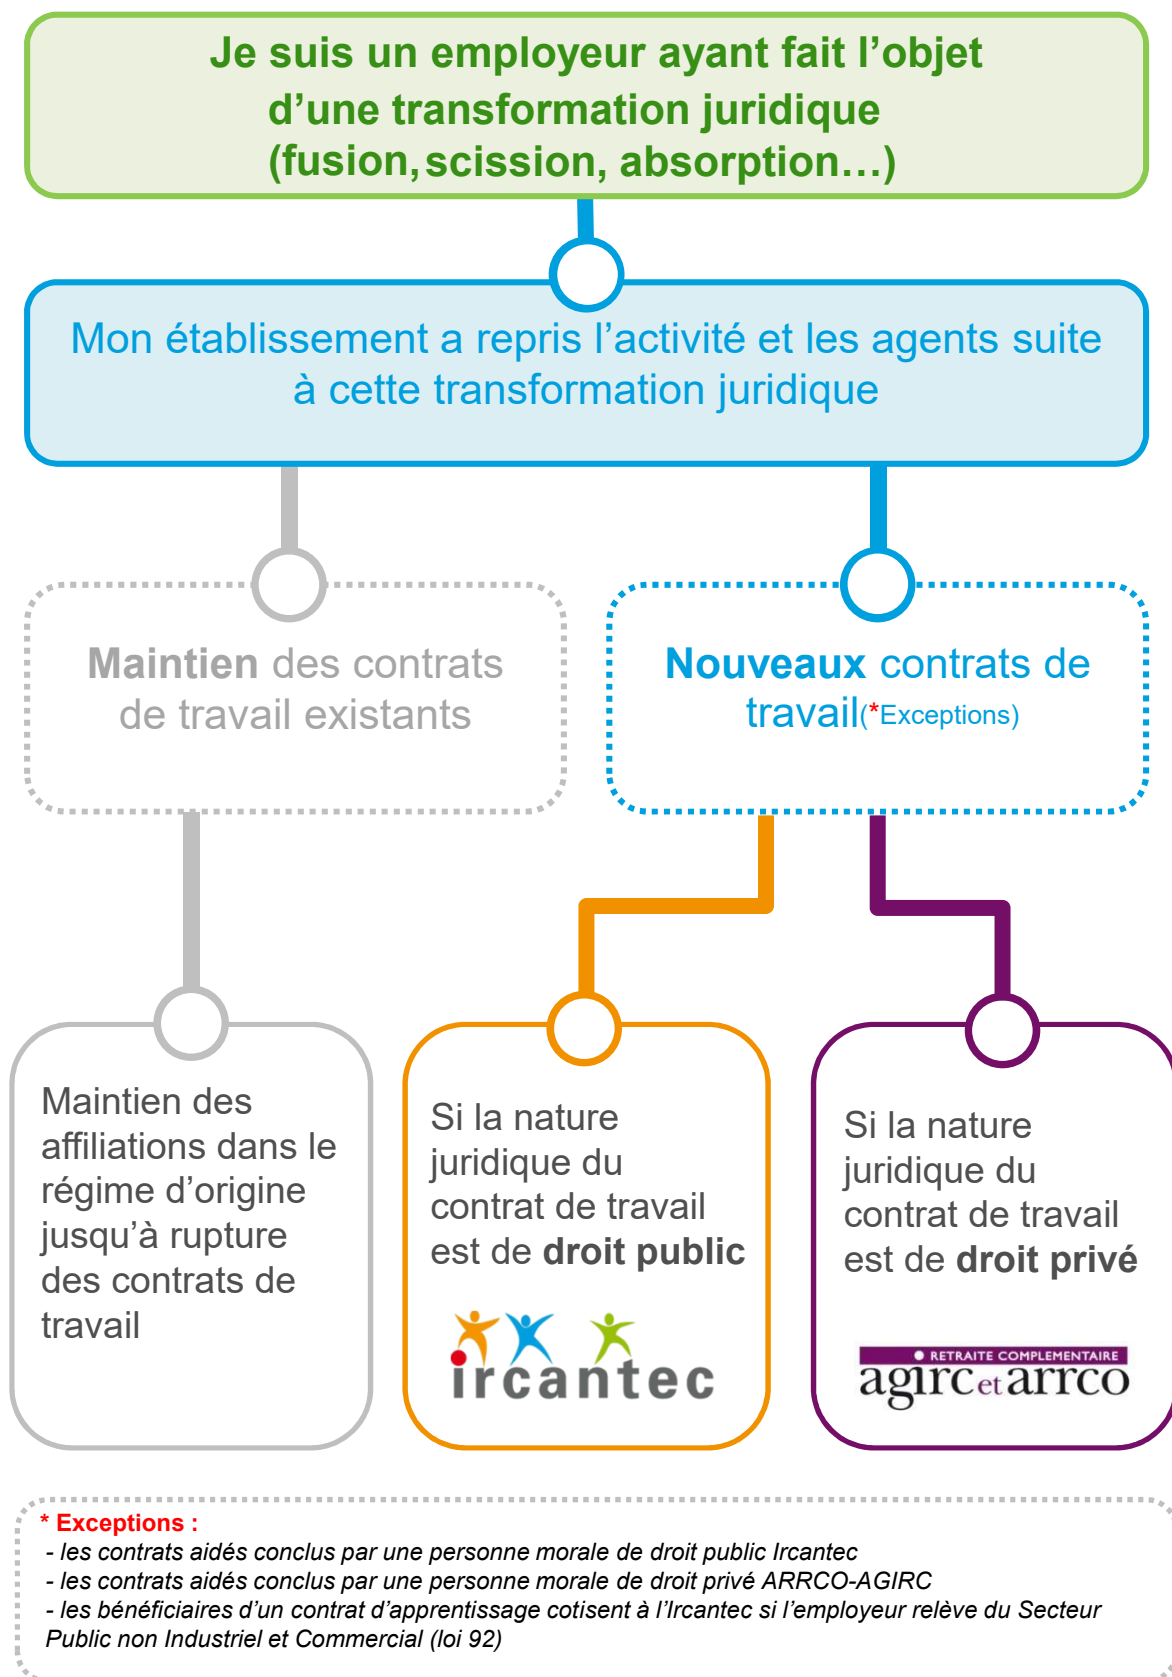 Je suis un employeur ayant fait l’objet
d’une transformation juridique
(fusion, scission, absorption…)
Mon établissement a repris l’activité et les agents suite
à cette transformation juridique
Maintien des contrats
de travail existants
Nouveaux contrats de
travail(*Exceptions)
Maintien des
affiliations dans le
régime d’origine
jusqu’à rupture
des contrats de
travail
Si la nature
juridique du
contrat de travail
est de droit public
ircantec
Si la nature
juridique du
contrat de travail
est de droit privé
RETRAITE COMPLEMENTAIRE
agirc et arrco
* Exceptions :
- les contrats aidés conclus par une personne morale de droit public Ircantec
- les contrats aidés conclus par une personne morale de droit privé ARRCO-AGIRC
- les bénéficiaires d’un contrat d’apprentissage cotisent à l’Ircantec si l’employeur relève du Secteur
Public non Industriel et Commercial (loi 92)